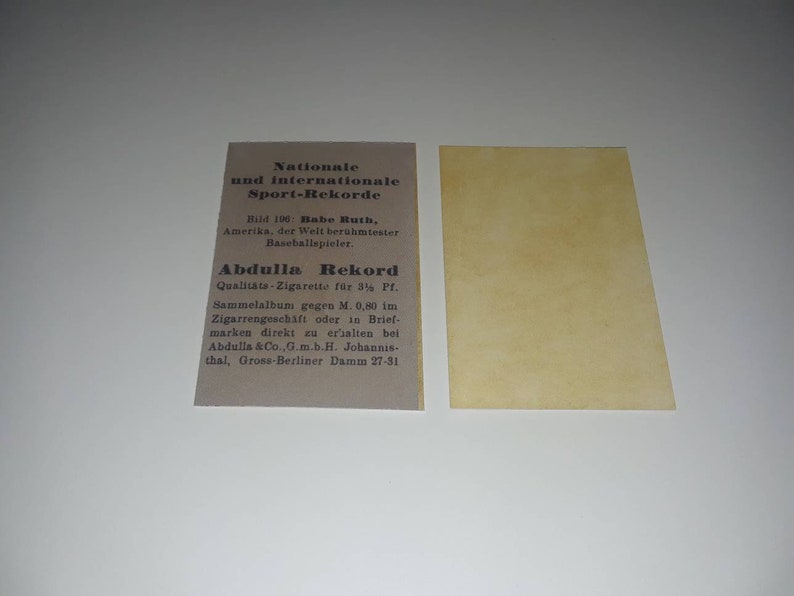 Nationale
und internationale
Sport-Rekorde
Bild 196: Babe Ruth,
Amerika, der Welt berühmtester
Baseballspieler.
Abdulla Rekord
Qualitäts-Zigarette für 3½ Pf.
Sammelalbum gegen M. 0,80 im
Zigarrengeschäft oder in Brief-
marken direkt zu erhalten bei
Abdulla & Co., G.m.b.H. Johannis-
thal, Gross-Berliner Damm 27-31